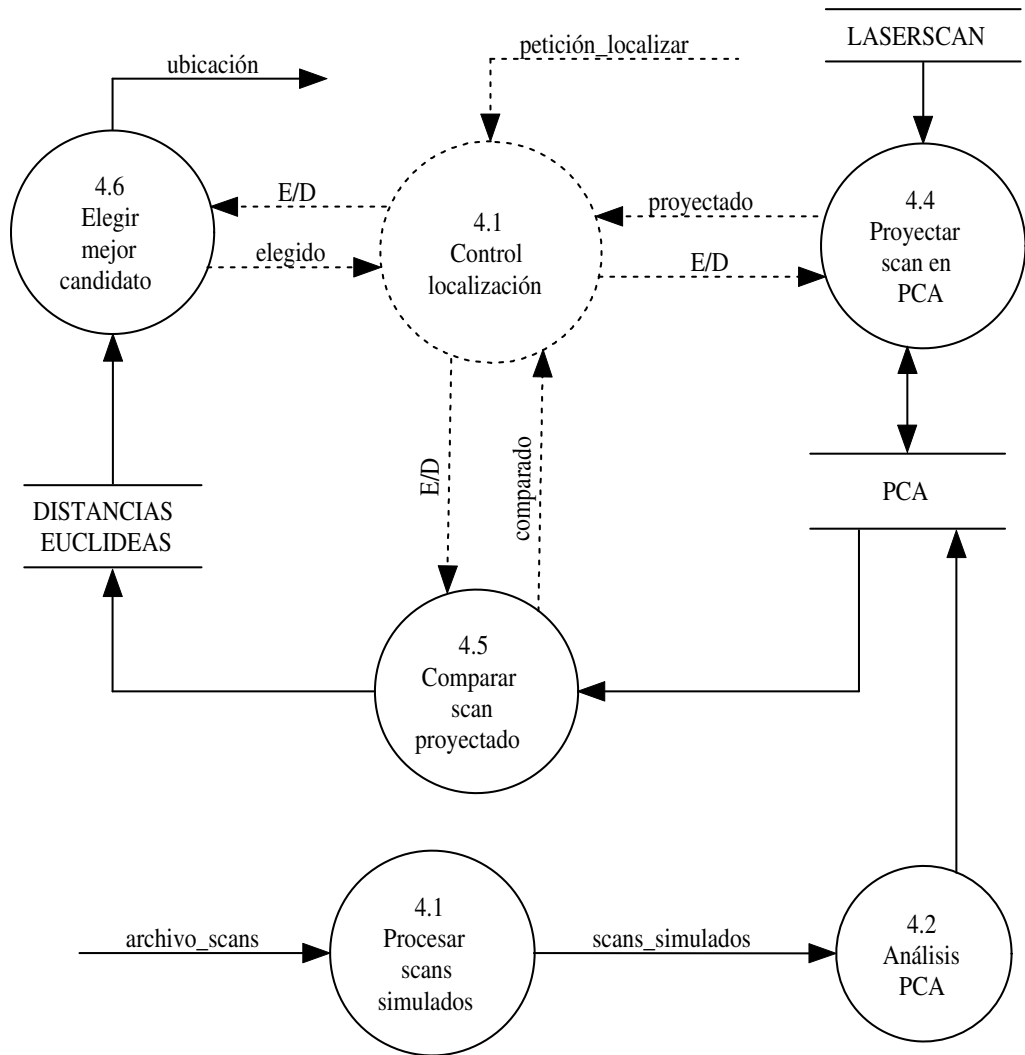 petición_localizar
LASERSCAN
ubicación
4.6
Elegir
mejor
candidato
E/D
elegido
4.1
Control
localización
proyectado
E/D
4.4
Proyectar
scan en
PCA
E/D
comparado
DISTANCIAS
EUCLIDEAS
PCA
4.5
Comparar
scan
proyectado
archivo_scans
4.1
Procesar
scans
simulados
scans_simulados
4.2
Análisis
PCA